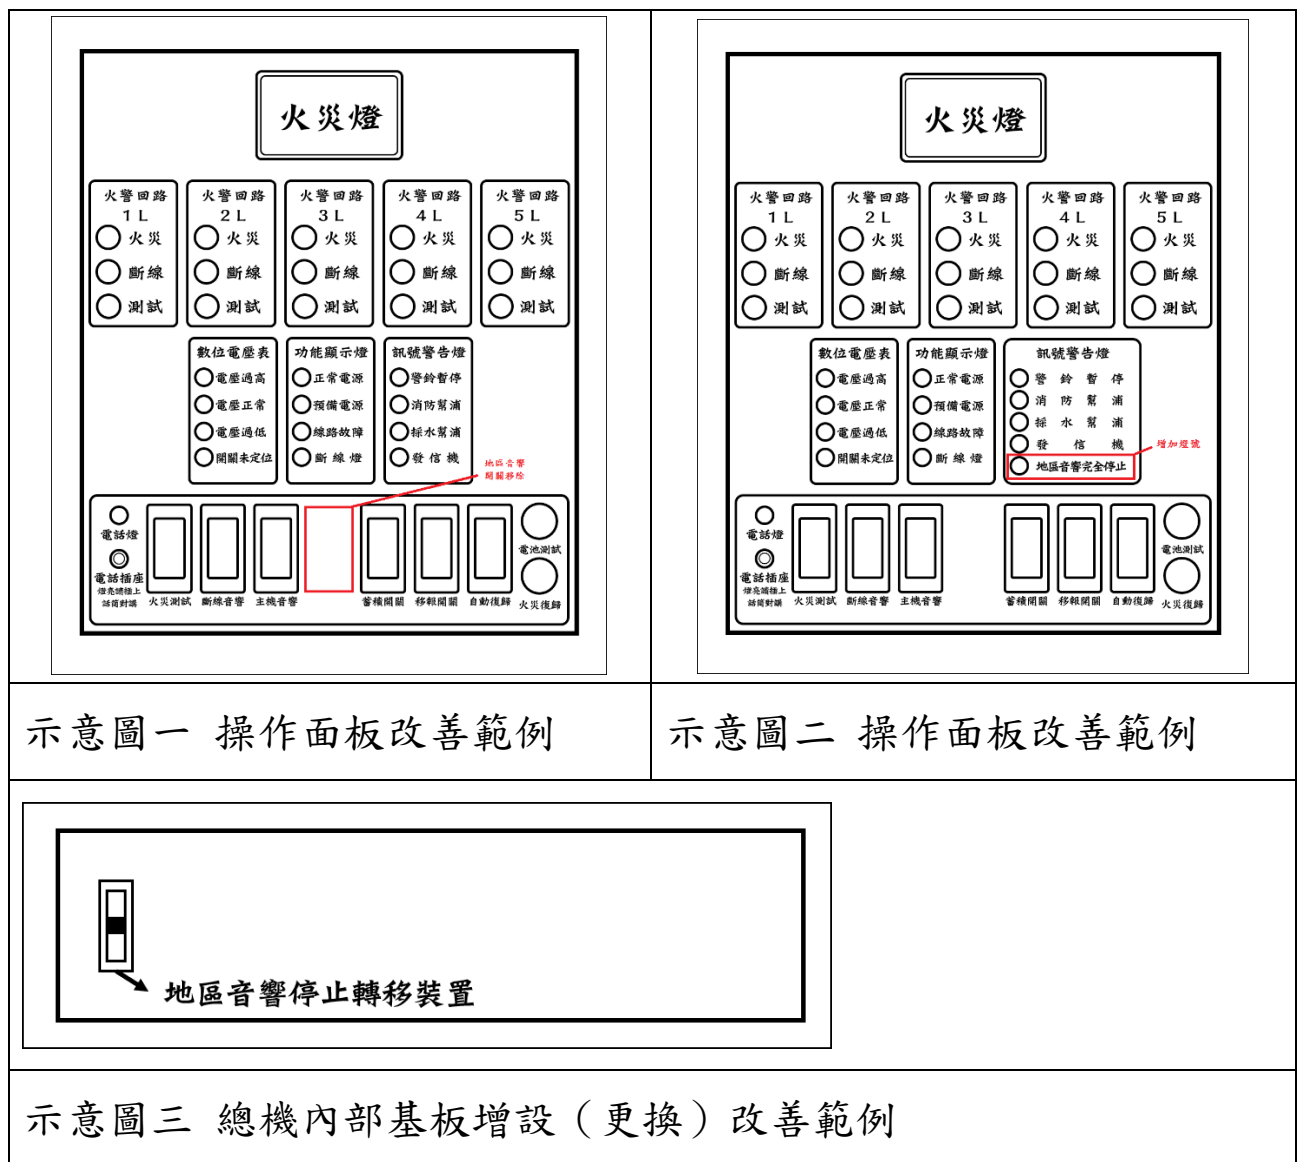 火災燈
火警回路 火警回路 火警回路 火警回路 火警回路
1L 2L 3L 4L 5L
火災 火災 火災 火災 火災
斷線 斷線 斷線 斷線 斷線
測試 測試 測試 測試 測試
數位電壓表 功能顯示燈 訊號警告燈
電壓過高 正常電源 警鈴暫停
電壓正常 預備電源 消防幫浦
電壓過低 線路故障 採水幫浦
開關未定位 斷線燈 發信機
地區音響
開關移除
電話燈
電話插座
燈亮請插上
話筒對講
火災測試 斷線音響 主機音響 蓄積開關 移報開關 自動復歸
電池測試
火災復歸
示意圖一 操作面板改善範例
火災燈
火警回路 火警回路 火警回路 火警回路 火警回路
1L 2L 3L 4L 5L
火災 火災 火災 火災 火災
斷線 斷線 斷線 斷線 斷線
測試 測試 測試 測試 測試
數位電壓表 功能顯示燈 訊號警告燈
電壓過高 正常電源 警鈴暫停
電壓正常 預備電源 消防幫浦
電壓過低 線路故障 採水幫浦
開關未定位 斷線燈 發信機
地區音響完全停止
增加燈號
電話燈
電話插座
燈亮請插上
話筒對講
火災測試 斷線音響 主機音響 蓄積開關 移報開關 自動復歸
電池測試
火災復歸
示意圖二 操作面板改善範例
地區音響停止轉移裝置
示意圖三 總機內部基板增設（更換）改善範例